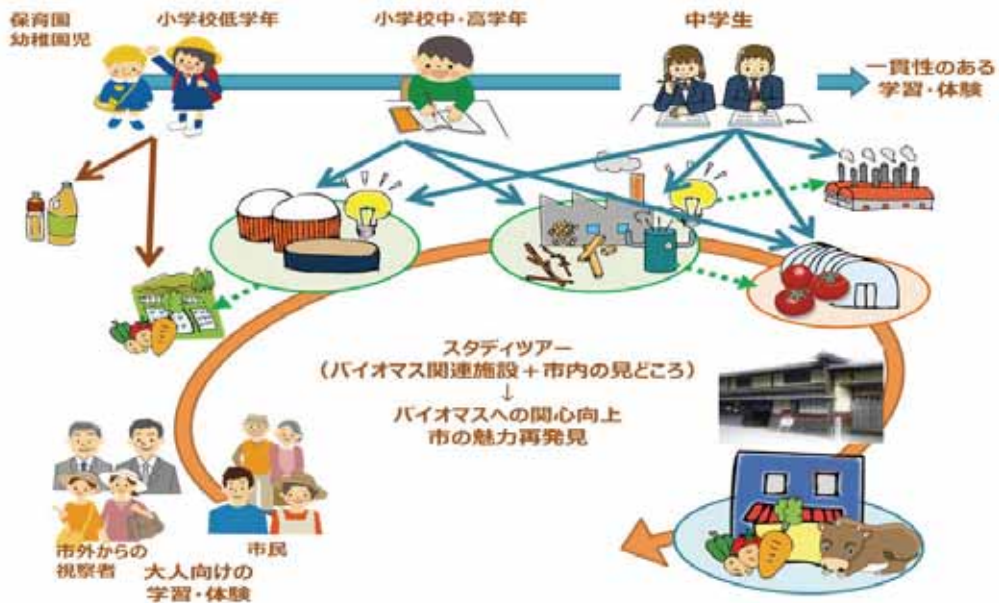 保育園
幼稚園児
小学校低学年
小学校中・高学年
中学生
一貫性のある
学習・体験
スタディツアー
（バイオマス関連施設＋市内の見どころ）
↓
バイオマスへの関心向上
市の魅力再発見
市外からの
視察者
市民
大人向けの
学習・体験